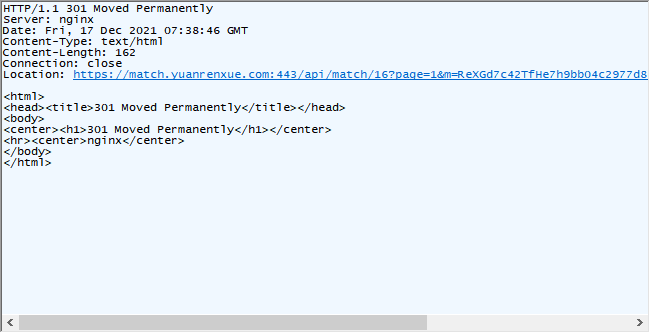 HTTP/1.1 301 Moved Permanently
Server: nginx
Date: Fri, 17 Dec 2021 07:38:46 GMT
Content-Type: text/html
Content-Length: 162
Connection: close
Location: https://match.yuanrenxue.com:443/api/match/16?page=1&m=ReXGd7c42TfHe7h9bb04c2977d8
<html>
<head><title>301 Moved Permanently</title></head>
<body>
<center><h1>301 Moved Permanently</h1></center>
<hr><center>nginx</center>
</body>
</html>